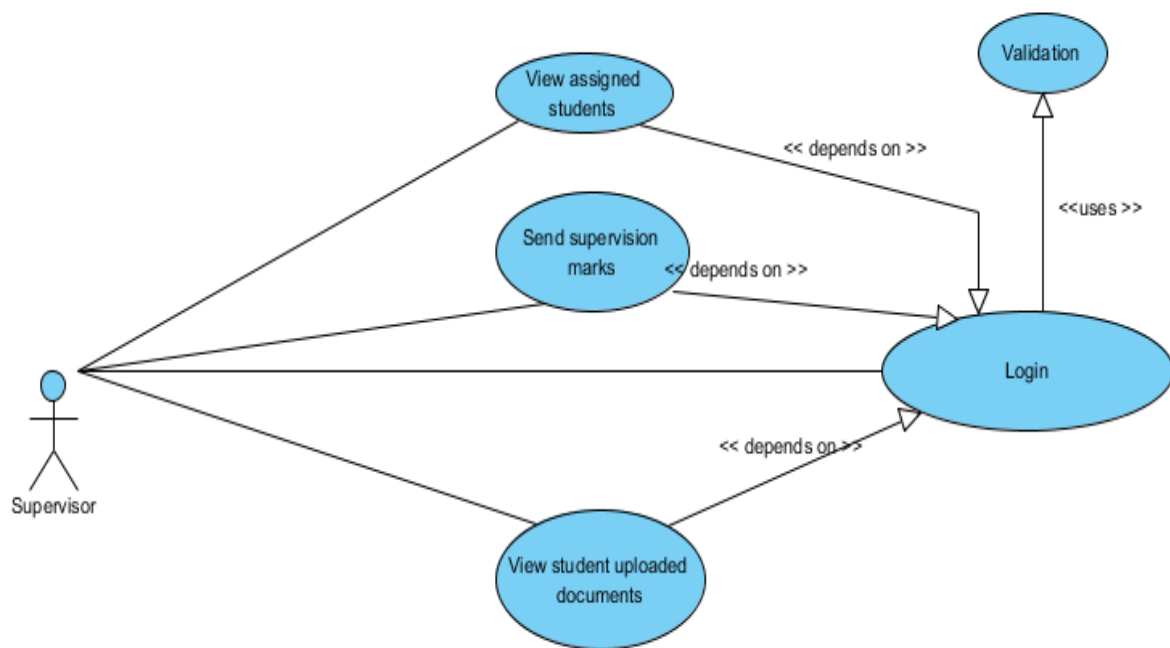 Validation
View assigned
students
<< depends on >>
<<uses >>
Send supervision
marks
<< depends on >>
Login
<< depends on >>
Supervisor
View student uploaded
documents